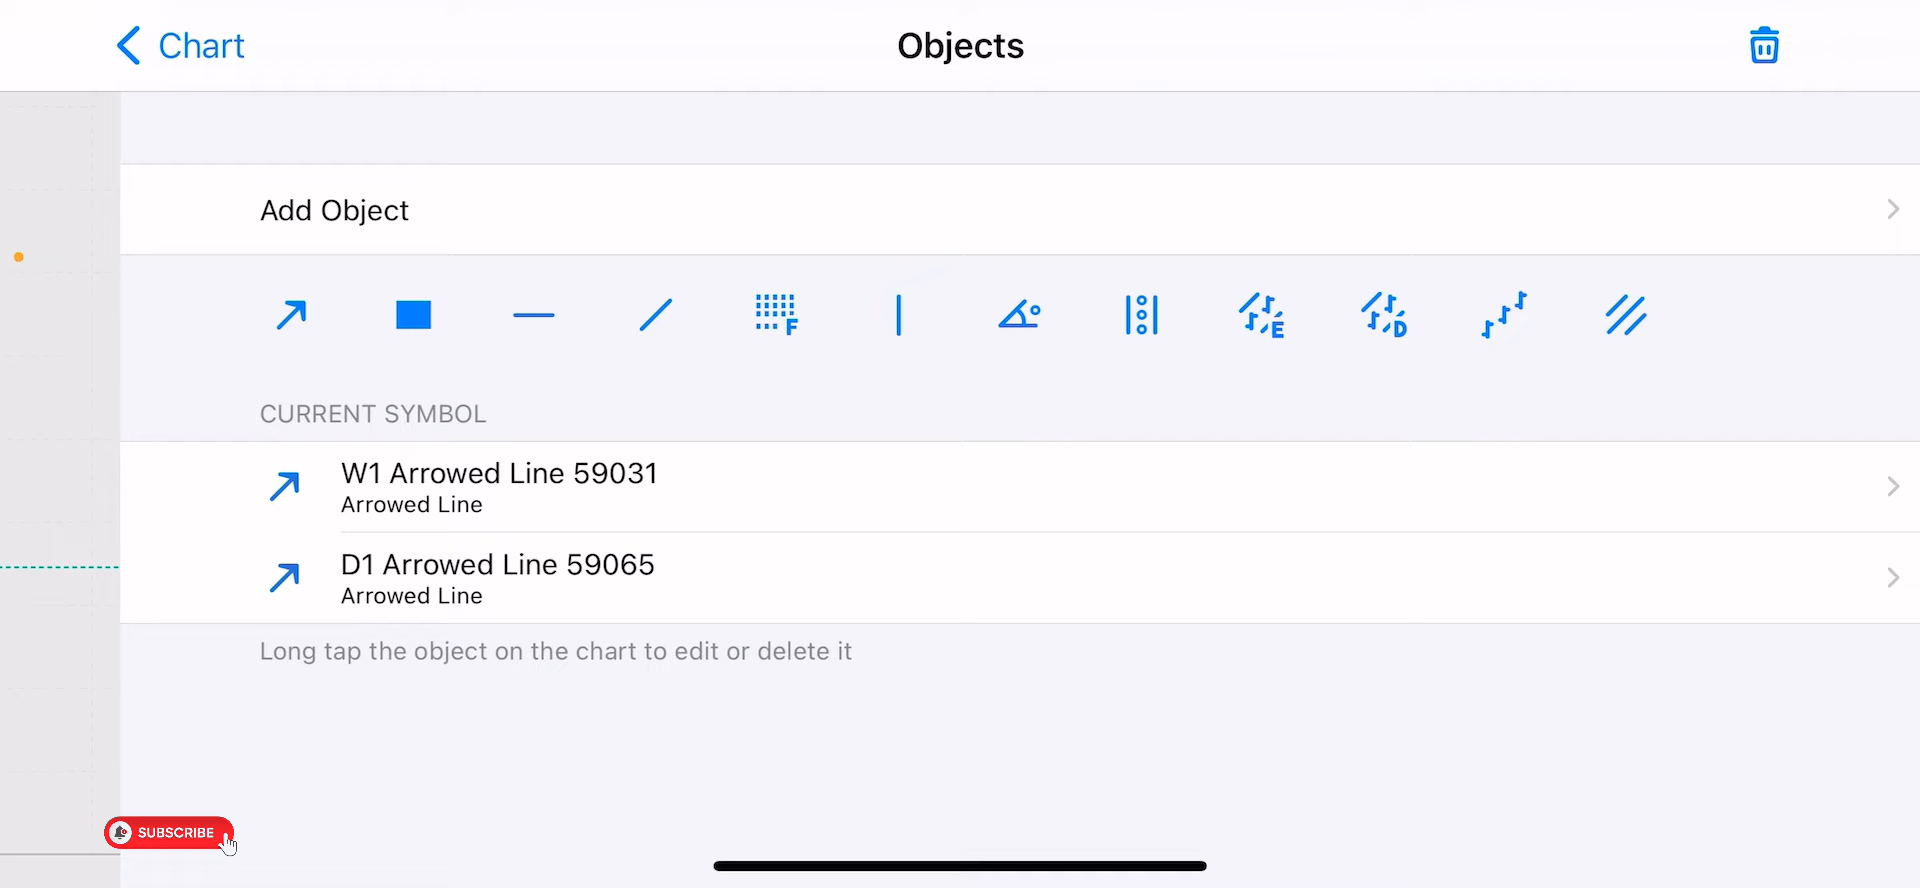 Chart
Objects
Add Object
F
E
D
CURRENT SYMBOL
W1 Arrowed Line 59031
Arrowed Line
D1 Arrowed Line 59065
Arrowed Line
Long tap the object on the chart to edit or delete it
SUBSCRIBE